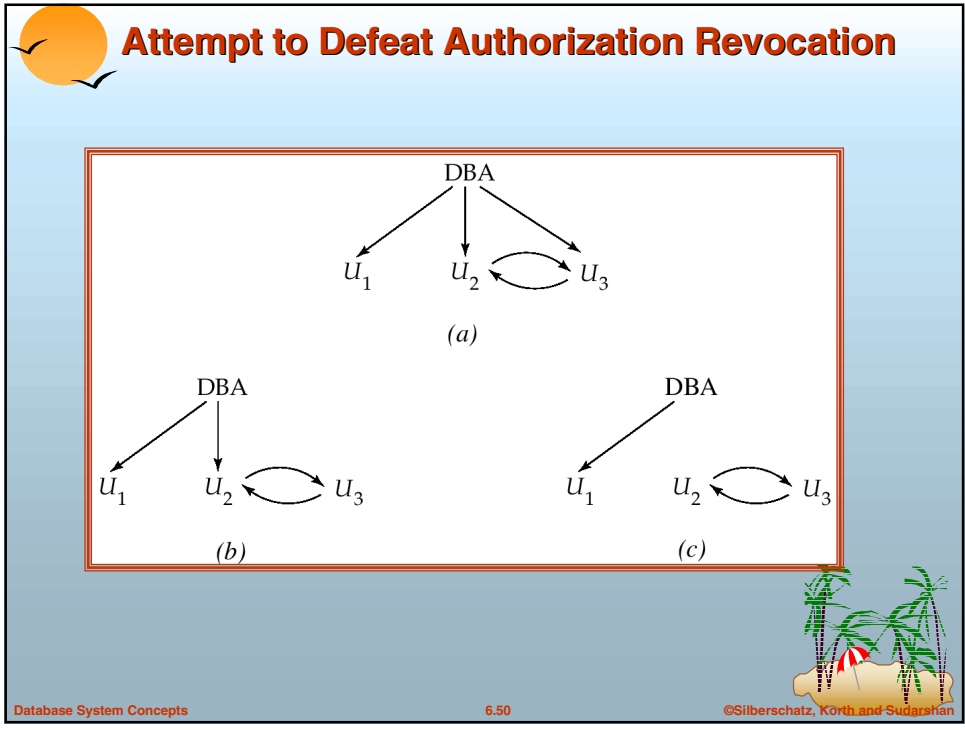 Attempt to Defeat Authorization Revocation
DBA
U1 U2 U3
(a)
DBA DBA
U1 U2 U3 U1 U2 U3
(b) (c)
Database System Concepts 6.50 ©Silberschatz, Korth and Sudarshan